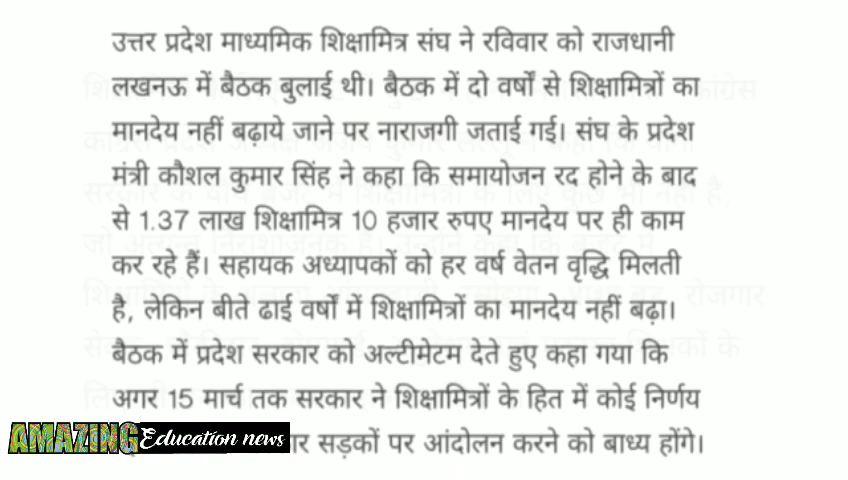 उत्तर प्रदेश माध्यमिक शिक्षामित्र संघ ने रविवार को राजधानी
लखनऊ में बैठक बुलाई थी। बैठक में दो वर्षों से शिक्षामित्रों का
मानदेय नहीं बढ़ाये जाने पर नाराजगी जताई गई। संघ के प्रदेश
मंत्री कौशल कुमार सिंह ने कहा कि समायोजन रद होने के बाद
से 1.37 लाख शिक्षामित्र 10 हजार रुपए मानदेय पर ही काम
कर रहे हैं। सहायक अध्यापकों को हर वर्ष वेतन वृद्धि मिलती
है, लेकिन बीते ढाई वर्षों में शिक्षामित्रों का मानदेय नहीं बढ़ा।
बैठक में प्रदेश सरकार को अल्टीमेटम देते हुए कहा गया कि
अगर 15 मार्च तक सरकार ने शिक्षामित्रों के हित में कोई निर्णय
सड़कों पर आंदोलन करने को बाध्य होंगे।
AMAZING Education news